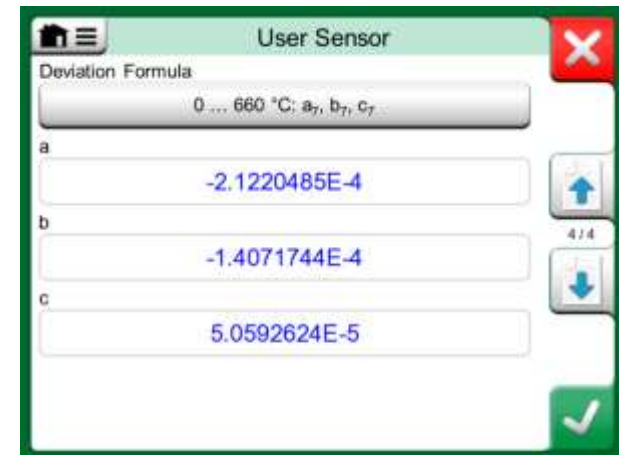 User Sensor
Deviation Formula
0 ... 660 °C: a₇, b₇, c₇
a
-2.1220485E-4
b
-1.4071744E-4
4/4
c
5.0592624E-5